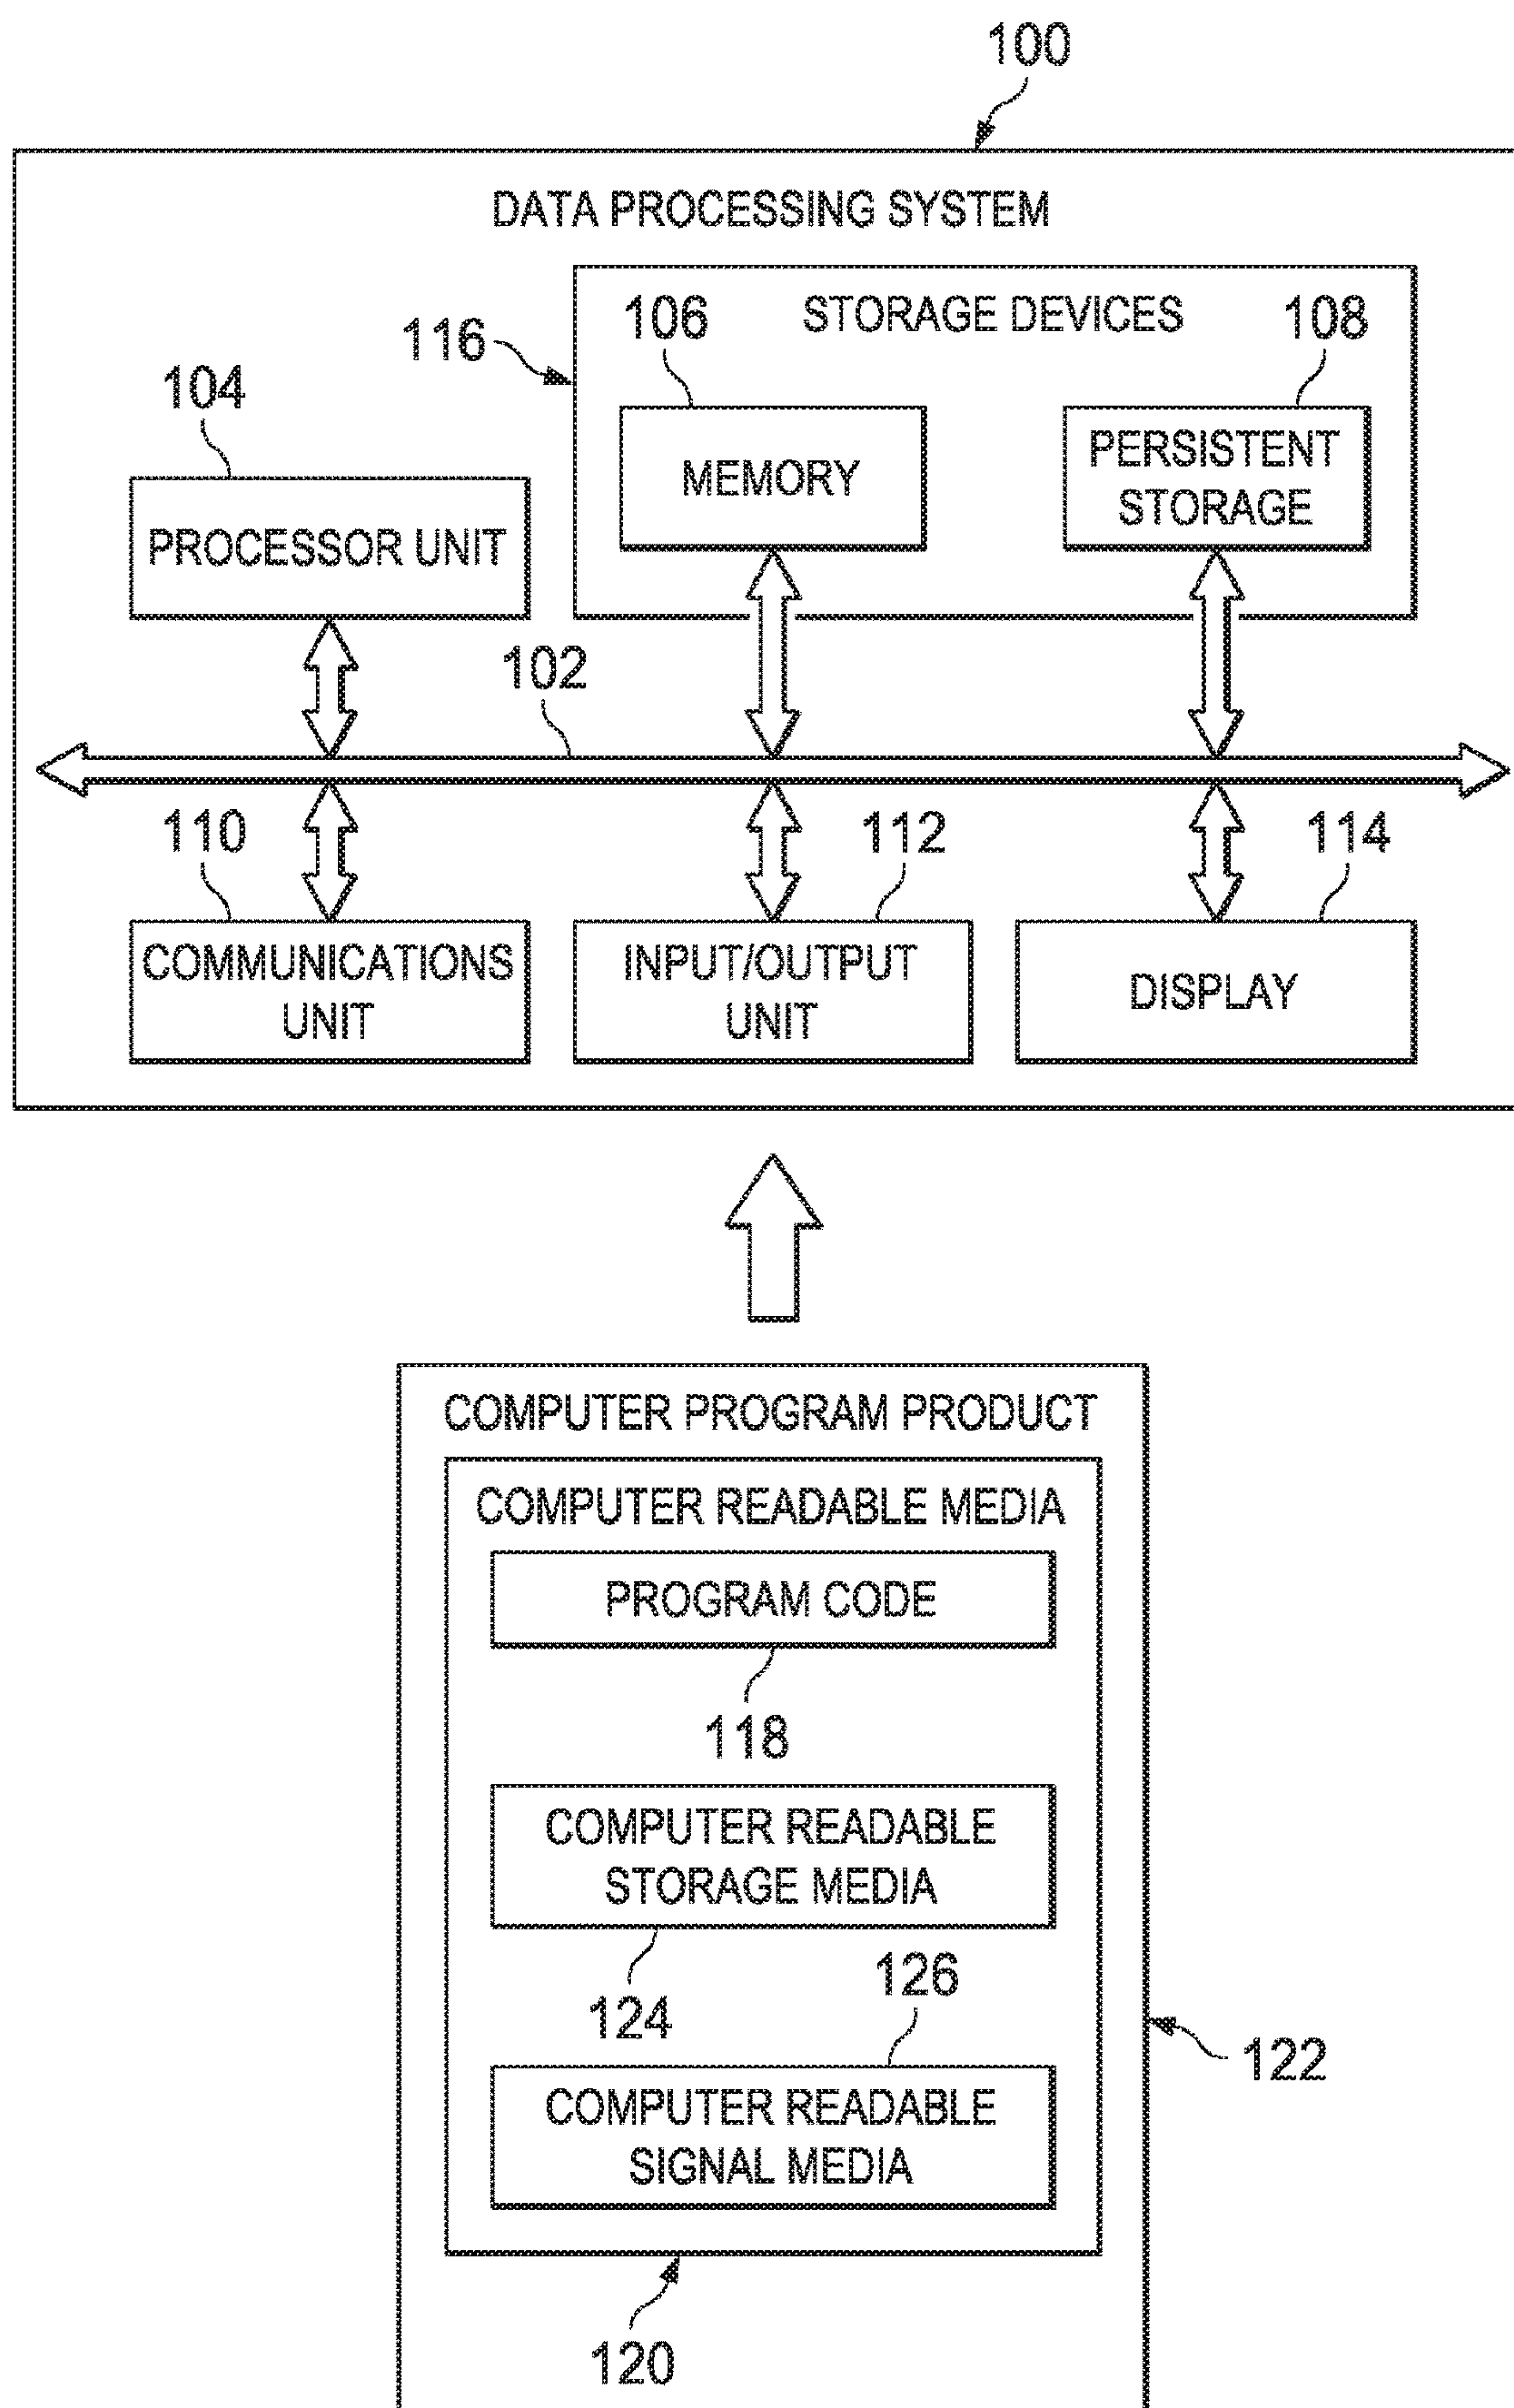 100
DATA PROCESSING SYSTEM
116
106
STORAGE DEVICES
108
104
MEMORY
PERSISTENT
STORAGE
PROCESSOR UNIT
102
110
112
114
COMMUNICATIONS
UNIT
INPUT/OUTPUT
UNIT
DISPLAY
COMPUTER PROGRAM PRODUCT
COMPUTER READABLE MEDIA
PROGRAM CODE
118
COMPUTER READABLE
STORAGE MEDIA
124
126
122
COMPUTER READABLE
SIGNAL MEDIA
120